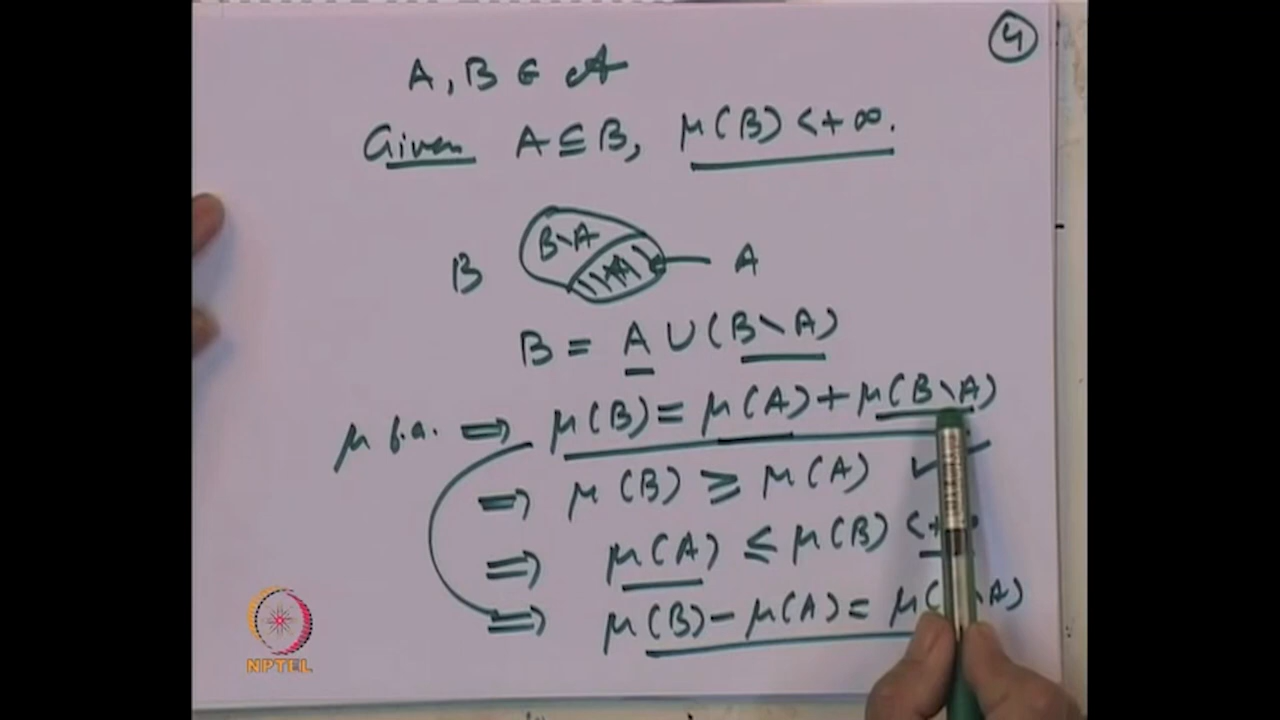 4
A, B ∈ 𝒜
Given A ⊆ B, μ(B) < +∞.
B∖A
B A A
B = A ∪ (B∖A)
μ f.a. ⇒ μ(B) = μ(A) + μ(B∖A)
⇒ μ(B) ≥ μ(A) ✓
⇒ μ(A) ≤ μ(B) <
⇒ μ(B) − μ(A) = μ( A)
NPTEL